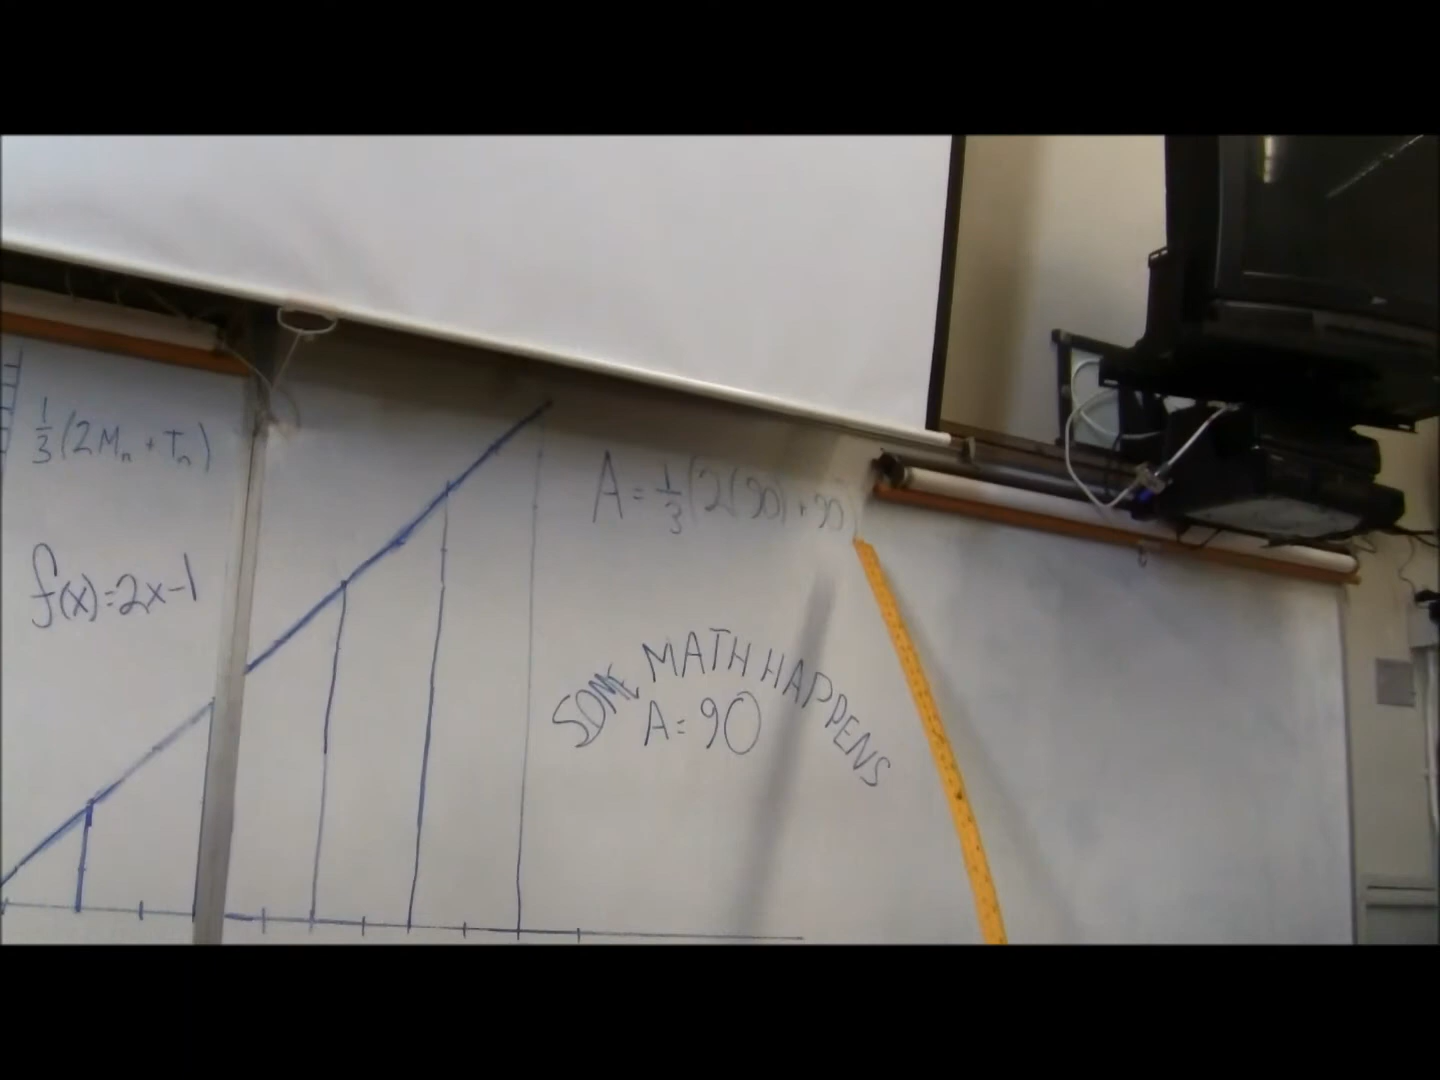 1/3 (2Mₙ + Tₙ)
f(x)=2x-1
A = 1/3 (2(90) + 90)
SOME MATH HAPPENS
A = 90